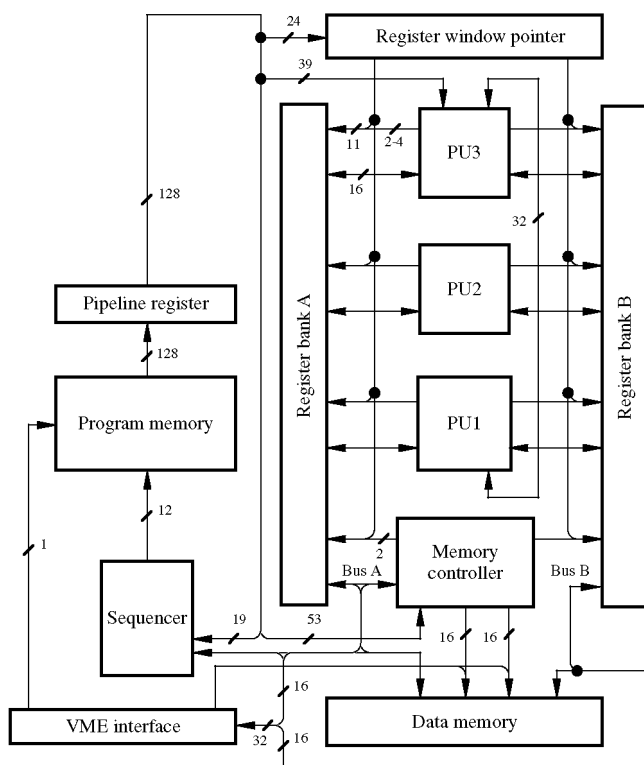 24
Register window pointer
39
11
2-4
PU3
16
128
32
Register bank A
PU2
Register bank B
Pipeline register
128
Program memory
PU1
12
1
2
Memory
controller
Bus A
Bus B
Sequencer
19
53
16
16
16
VME interface
32
16
Data memory